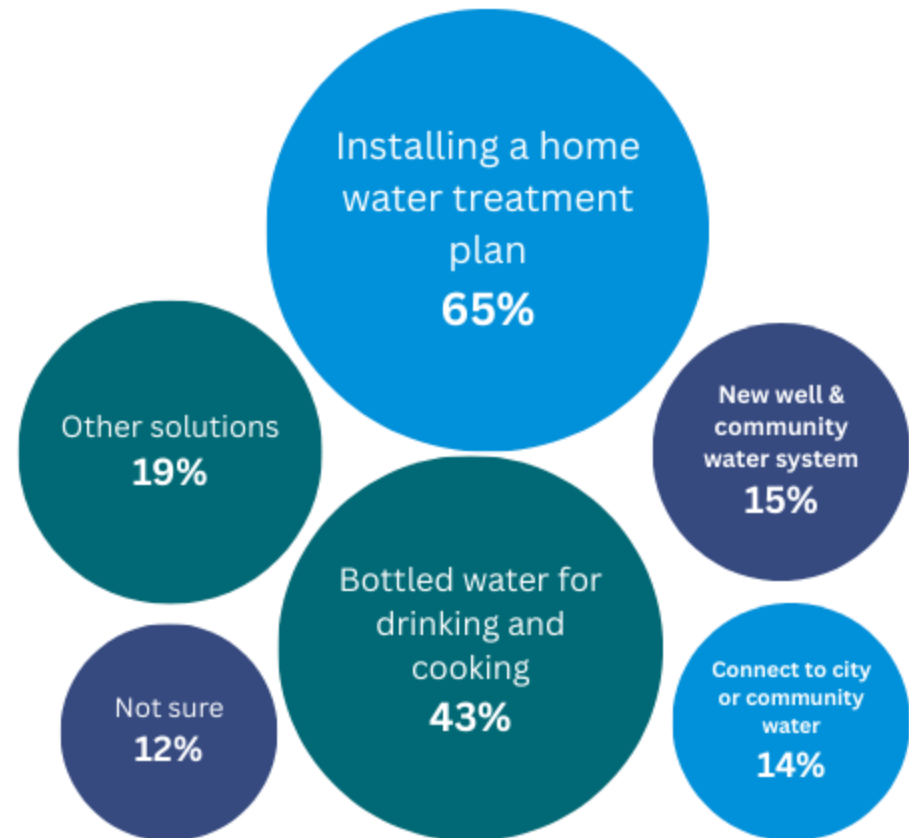 Installing a home
water treatment
plan
65%
Other solutions
19%
New well &
community
water system
15%
Bottled water for
drinking and
cooking
43%
Not sure
12%
Connect to city
or community
water
14%